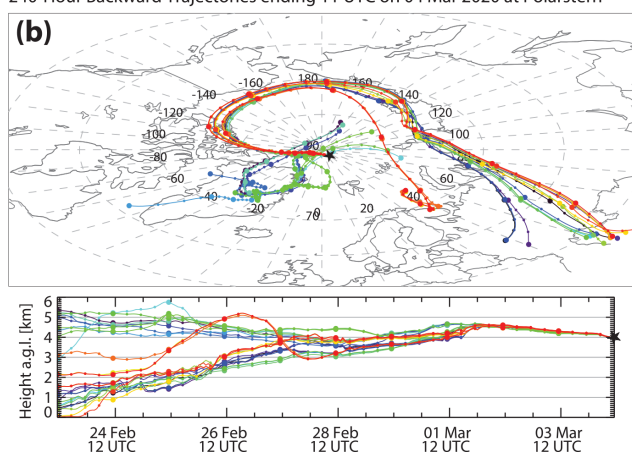 240-Hour Backward Trajectories ending 11 UTC on 04 Mar 2020 at Polarstern
(b)
-160 180 160
-140 140
-120 120
-100 100
-80 90 80
-60 60
-40 -20 0 20 40
70
Height a.g.l. [km]
6
5
4
3
2
1
0
24 Feb 26 Feb 28 Feb 01 Mar 03 Mar
12 UTC 12 UTC 12 UTC 12 UTC 12 UTC